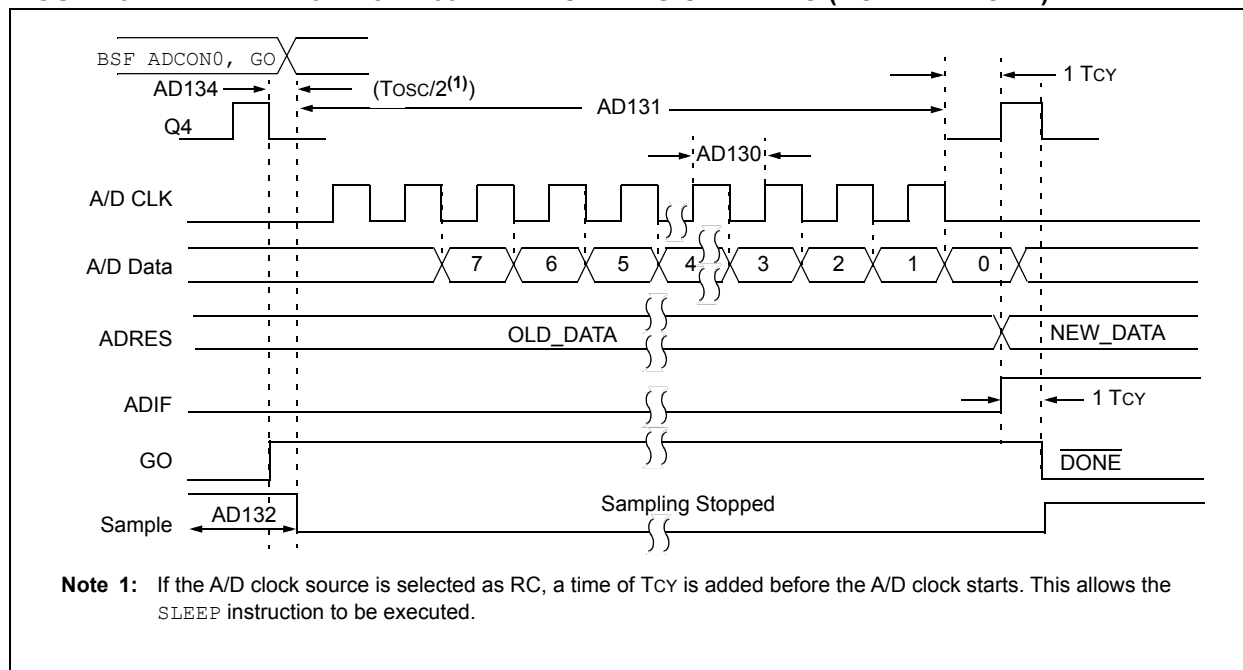 BSF ADCON0, GO
1 TCY
AD134
(TOSC/2(1))
AD131
Q4
AD130
A/D CLK
A/D Data
7 6 5 4 3 2 1 0
ADRES
OLD_DATA
NEW_DATA
ADIF
1 TCY
GO
DONE
Sample
AD132
Sampling Stopped
Note 1: If the A/D clock source is selected as RC, a time of TCY is added before the A/D clock starts. This allows the
SLEEP instruction to be executed.